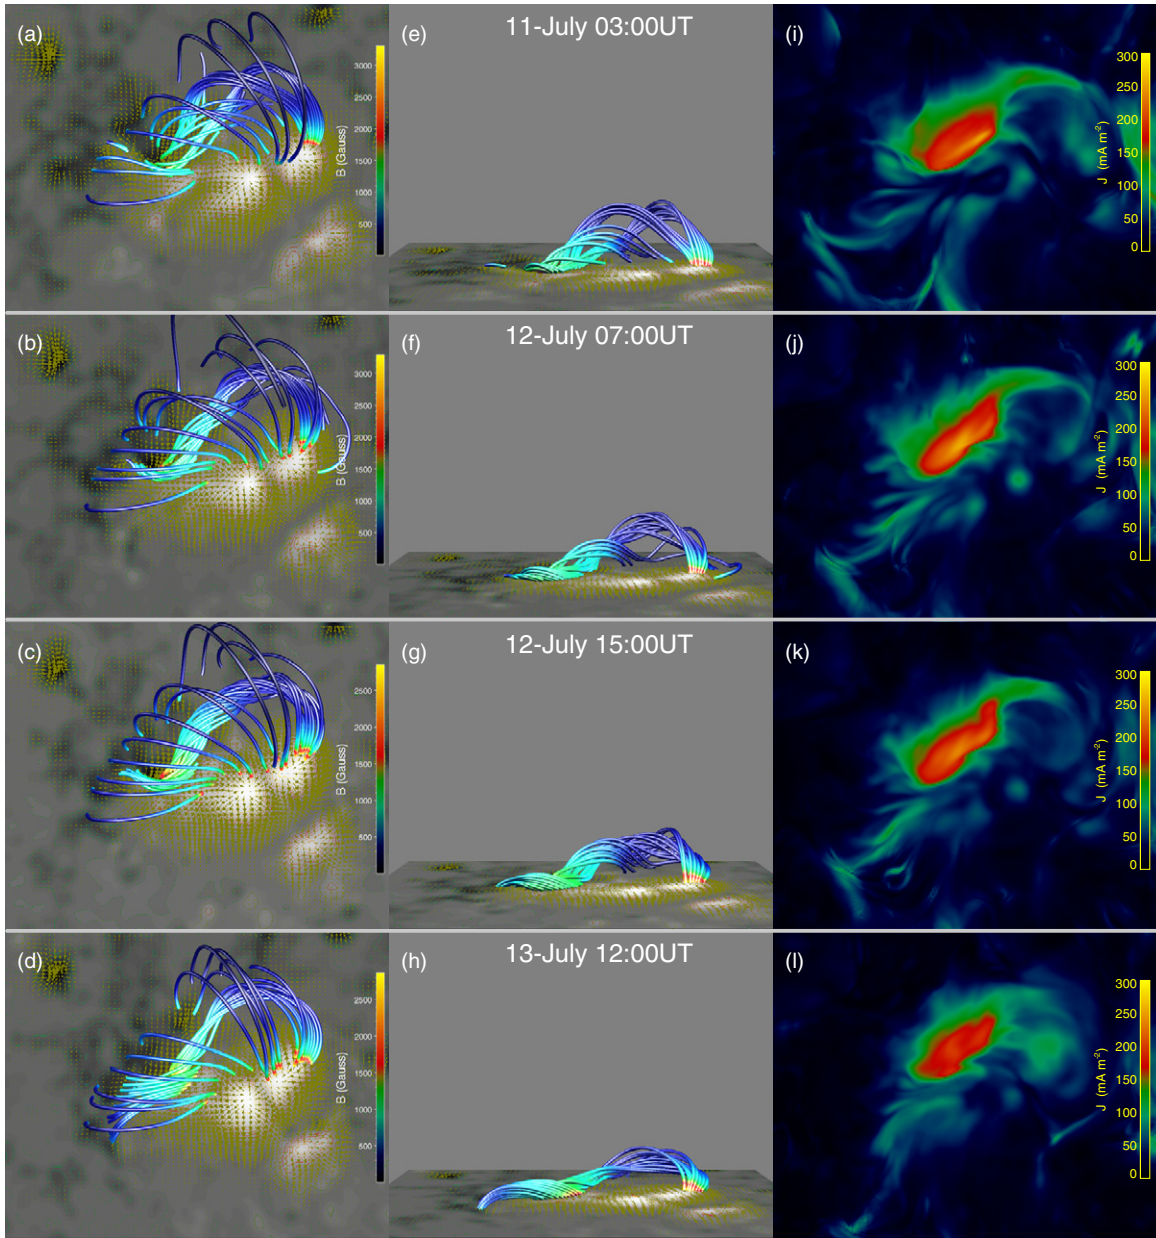 (a)
3000
2500
2000
1500
1000
500
B [Gauss]
(e)
11-July 03:00UT
(i)
300
250
200
150
100
50
0
J (mA m-2)
(b)
3000
2500
2000
1500
1000
500
B [Gauss]
(f)
12-July 07:00UT
(j)
300
250
200
150
100
50
0
J (mA m-2)
(c)
2500
2000
1500
1000
500
B [Gauss]
(g)
12-July 15:00UT
(k)
300
250
200
150
100
50
0
J (mA m-2)
(d)
2500
2000
1500
1000
500
B [Gauss]
(h)
13-July 12:00UT
(l)
300
250
200
150
100
50
0
J (mA m-2)